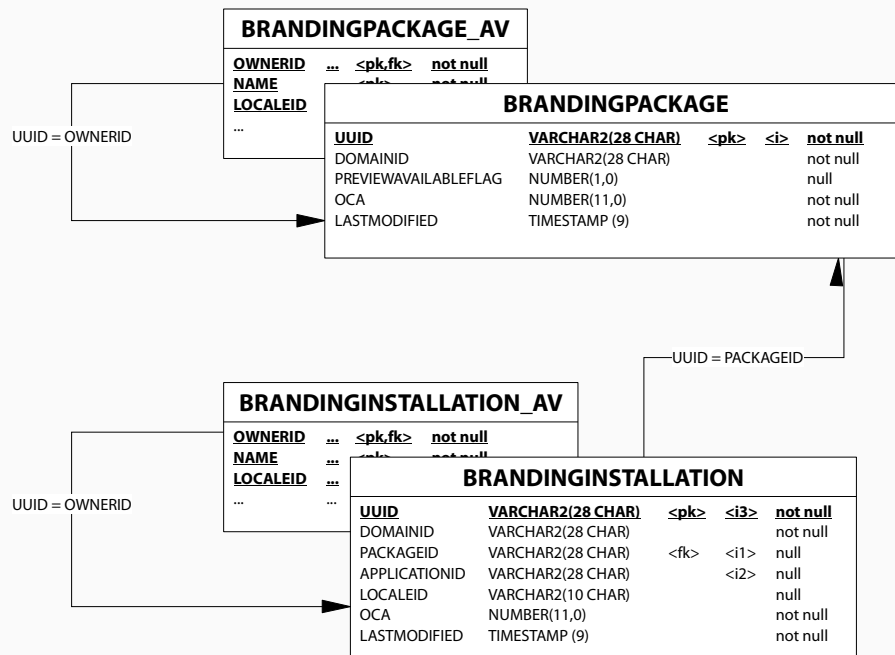 BRANDINGPACKAGE_AV
OWNERID ... <pk,fk> not null
NAME
LOCALEID
...
UUID = OWNERID
BRANDINGPACKAGE
UUID VARCHAR2(28 CHAR) <pk> <i> not null
DOMAINID VARCHAR2(28 CHAR) not null
PREVIEWAVAILABLEFLAG NUMBER(1,0) null
OCA NUMBER(11,0) not null
LASTMODIFIED TIMESTAMP (9) not null
UUID = PACKAGEID
BRANDINGINSTALLATION_AV
OWNERID ... <pk,fk> not null
NAME ... <pk> not null
LOCALEID ...
... ...
UUID = OWNERID
BRANDINGINSTALLATION
UUID VARCHAR2(28 CHAR) <pk> <i3> not null
DOMAINID VARCHAR2(28 CHAR) not null
PACKAGEID VARCHAR2(28 CHAR) <fk> <i1> null
APPLICATIONID VARCHAR2(28 CHAR) <i2> null
LOCALEID VARCHAR2(10 CHAR) null
OCA NUMBER(11,0) not null
LASTMODIFIED TIMESTAMP (9) not null